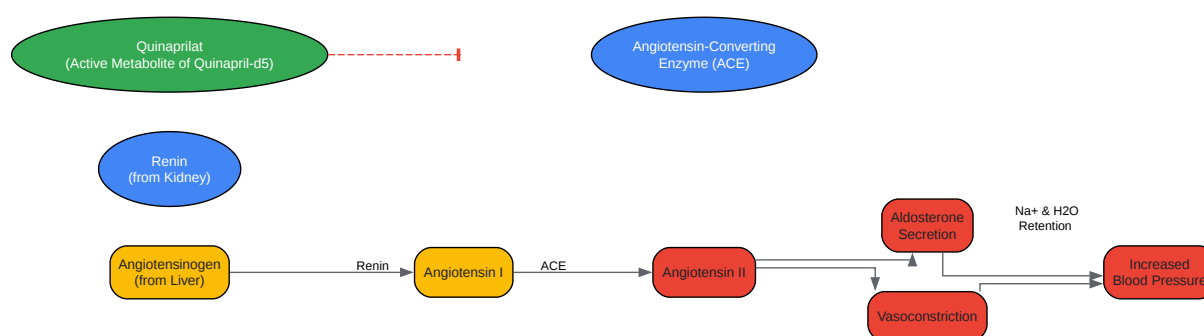 Quinaprilat
(Active Metabolite of Quinapril-d5)
Angiotensin-Converting
Enzyme (ACE)
Renin
(from Kidney)
Angiotensinogen
(from Liver)
Renin
Angiotensin I
ACE
Angiotensin II
Aldosterone
Secretion
Na+ & H2O
Retention
Vasoconstriction
Increased
Blood Pressure